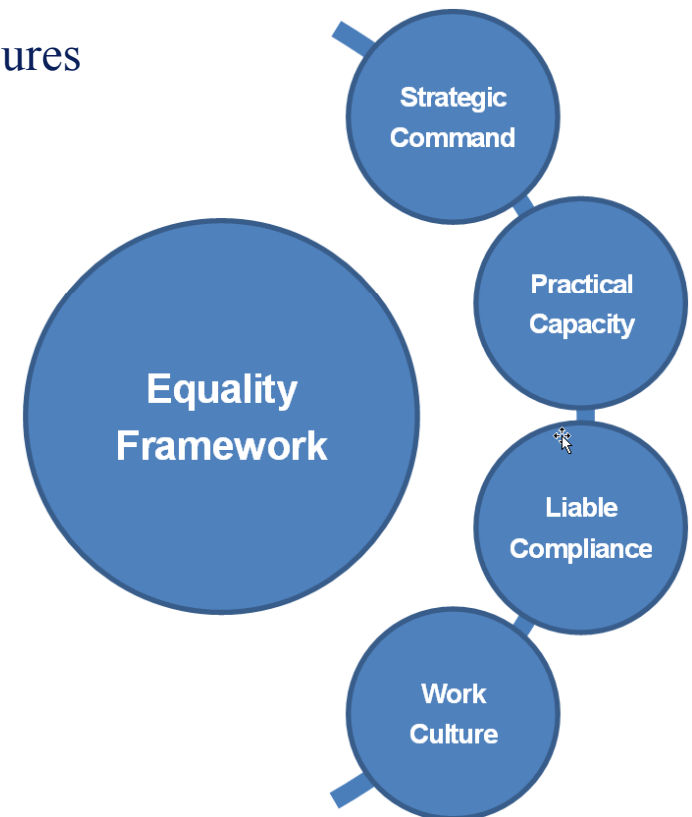 ures
Strategic
Command
Practical
Capacity
Equality
Framework
Liable
Compliance
Work
Culture